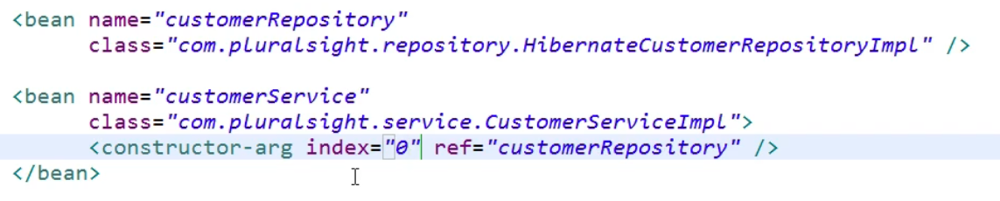 <bean name="customerRepository"
class="com.pluralsight.repository.HibernateCustomerRepositoryImpl" />
<bean name="customerService"
class="com.pluralsight.service.CustomerServiceImpl">
<constructor-arg index="0" ref="customerRepository" />
</bean>